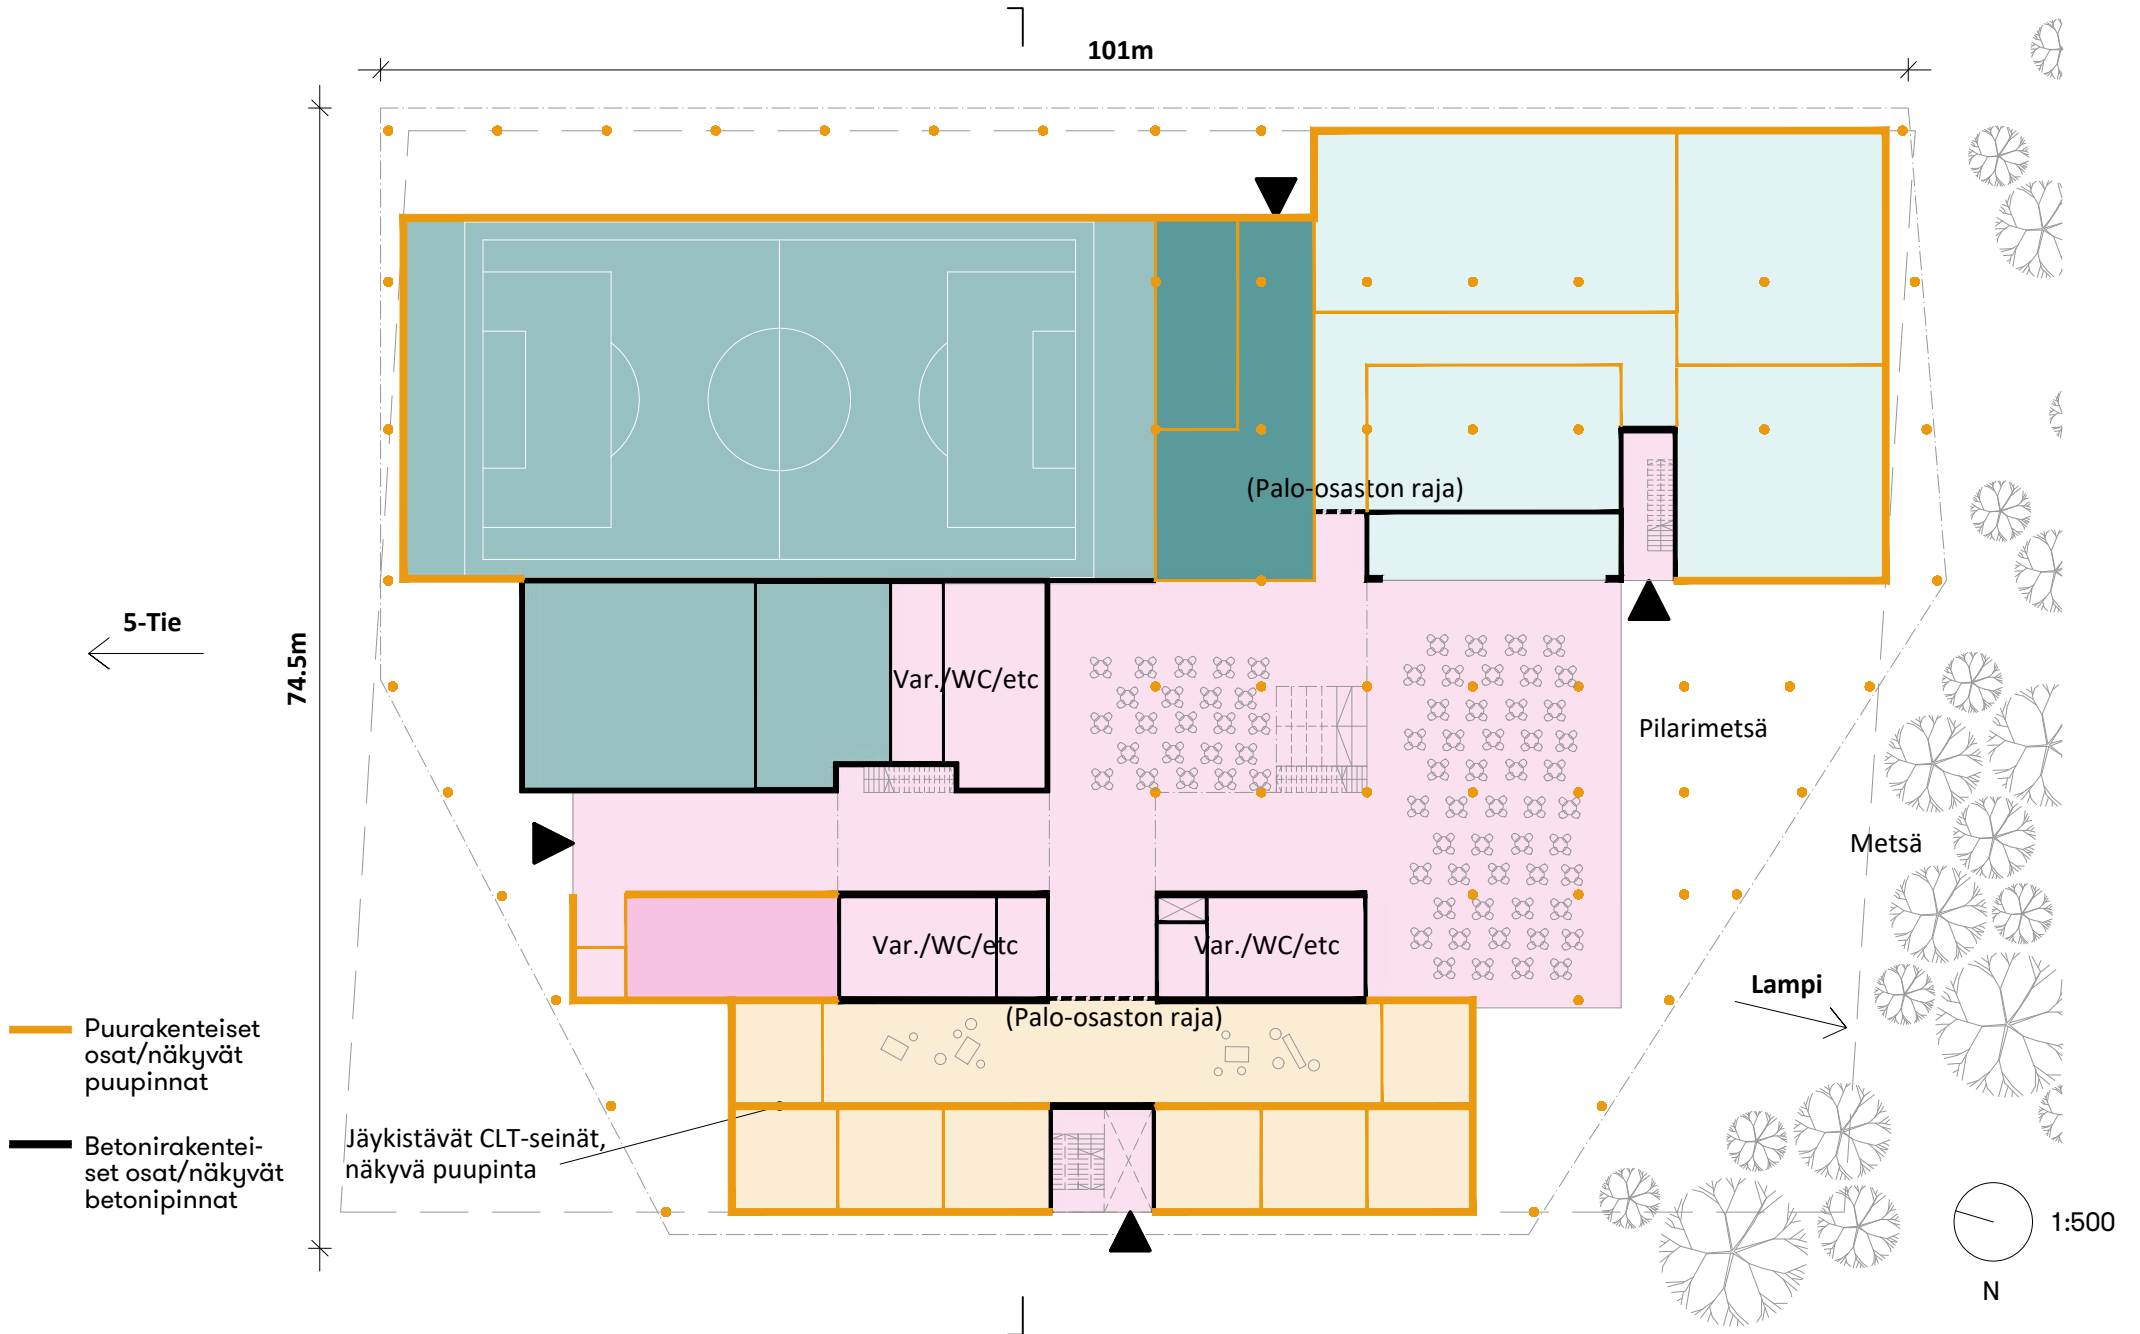 101m
(Palo-osaston raja)
5-Tie
74.5m
Var./WC/etc
Pilarimetsä
Metsä
Var./WC/etc
Var./WC/etc
Lampi
(Palo-osaston raja)
Puurakenteiset
osat/näkyvät
puupinnat
Jäykistävät CLT-seinät,
näkyvä puupinta
Betonirakentei-
set osat/näkyvät
betonipinnat
1:500
N